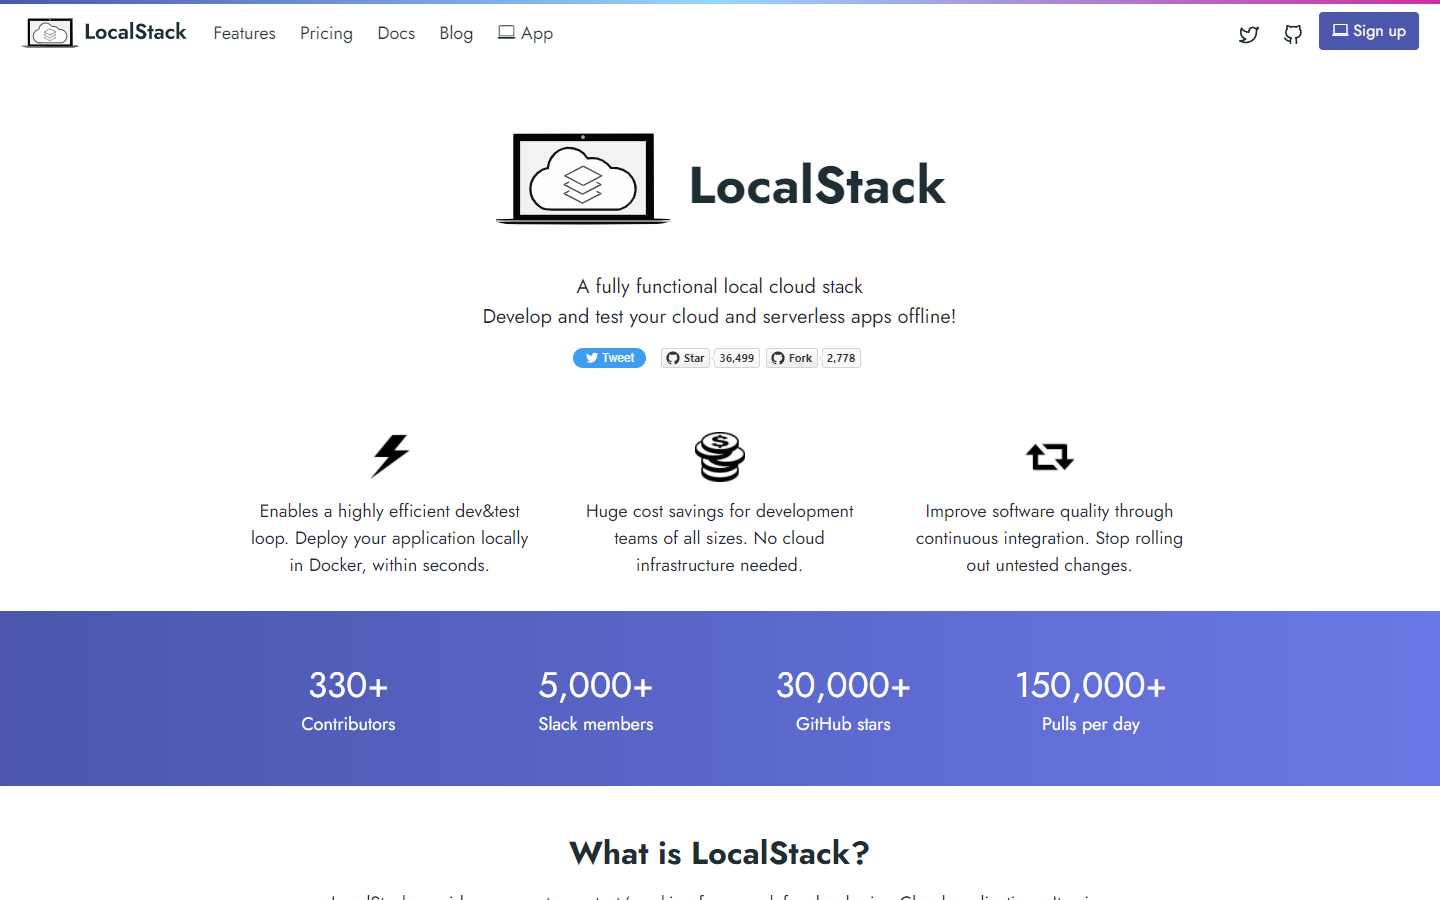 LocalStack Features Pricing Docs Blog App Sign up
LocalStack
A fully functional local cloud stack
Develop and test your cloud and serverless apps offline!
Tweet Star 36,499 Fork 2,778
Enables a highly efficient dev&test
loop. Deploy your application locally
in Docker, within seconds.
Huge cost savings for development
teams of all sizes. No cloud
infrastructure needed.
Improve software quality through
continuous integration. Stop rolling
out untested changes.
330+
Contributors
5,000+
Slack members
30,000+
GitHub stars
150,000+
Pulls per day
What is LocalStack?